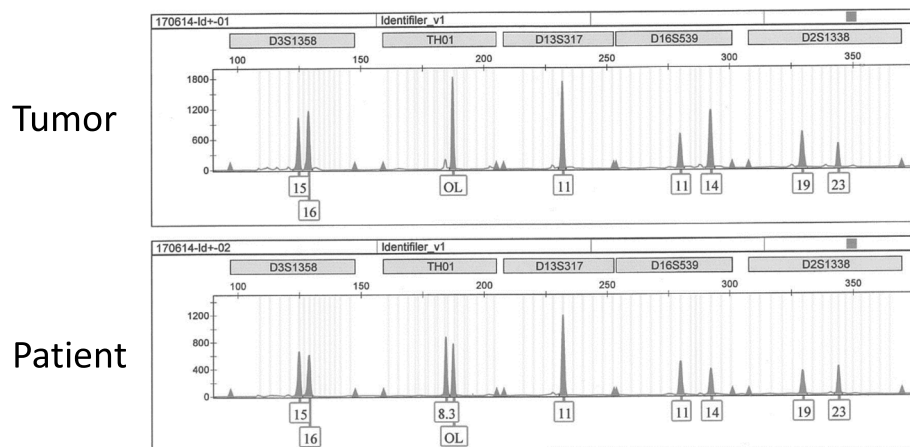 Tumor
170614-Id+-01 Identifiler_v1
D3S1358 TH01 D13S317 D16S539 D2S1338
100 150 200 250 300 350
1800
1200
600
0
15 OL 11 11 14 19 23
16
Patient
170614-Id+-02 Identifiler_v1
D3S1358 TH01 D13S317 D16S539 D2S1338
100 150 200 250 300 350
1200
800
400
0
15 8.3 11 11 14 19 23
16 OL